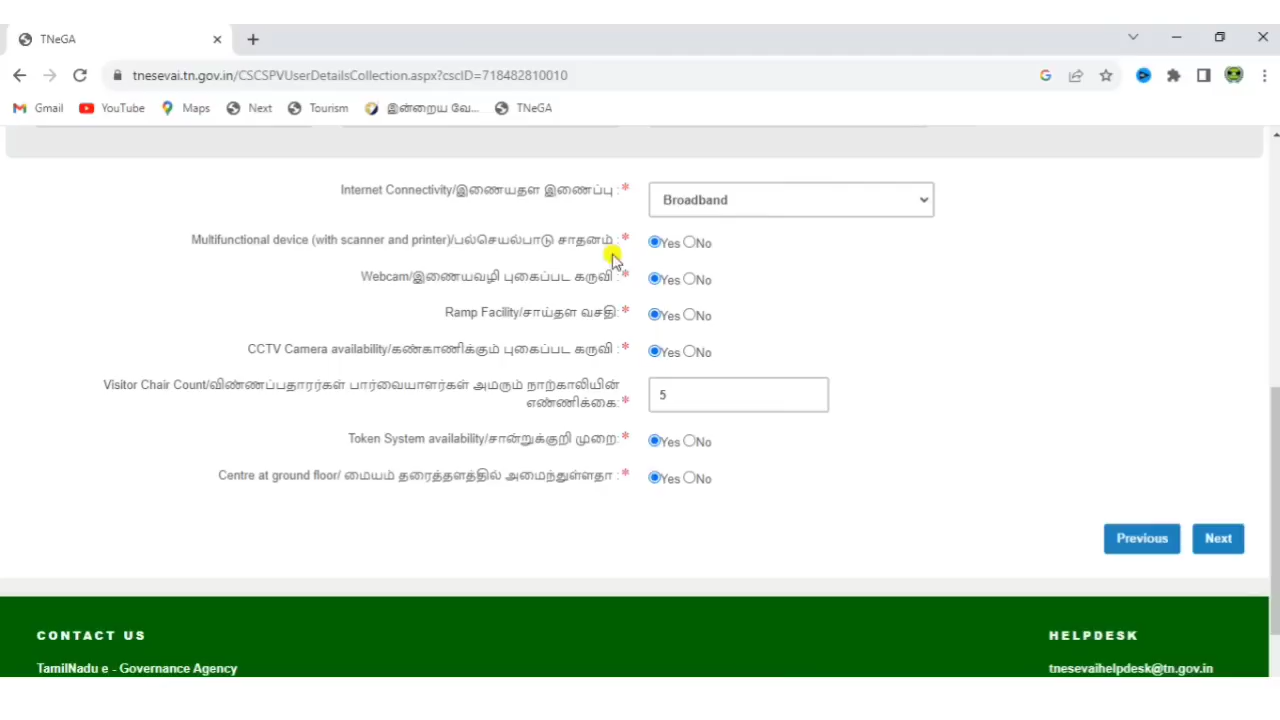 TNeGA
tnesevai.tn.gov.in/CSCSPVUserDetailsCollection.aspx?cscID=718482810010
Gmail YouTube Maps Next Tourism இன்றைய வே... TNeGA
Internet Connectivity/இணையதள இணைப்பு :* Broadband
Multifunctional device (with scanner and printer)/பல்செயல்பாடு சாதனம் :* Yes No
Webcam/இணையவழி புகைப்பட கருவி :* Yes No
Ramp Facility/சாய்தள வசதி:* Yes No
CCTV Camera availability/கண்காணிக்கும் புகைப்பட கருவி :* Yes No
Visitor Chair Count/விண்ணப்பதாரர்கள் பார்வையாளர்கள் அமரும் நாற்காலியின்
எண்ணிக்கை:* 5
Token System availability/சான்றுக்குறி முறை:* Yes No
Centre at ground floor/ மையம் தரைத்தளத்தில் அமைந்துள்ளதா :* Yes No
Previous Next
CONTACT US HELPDESK
TamilNadu e - Governance Agency tnesevaihelpdesk@tn.gov.in